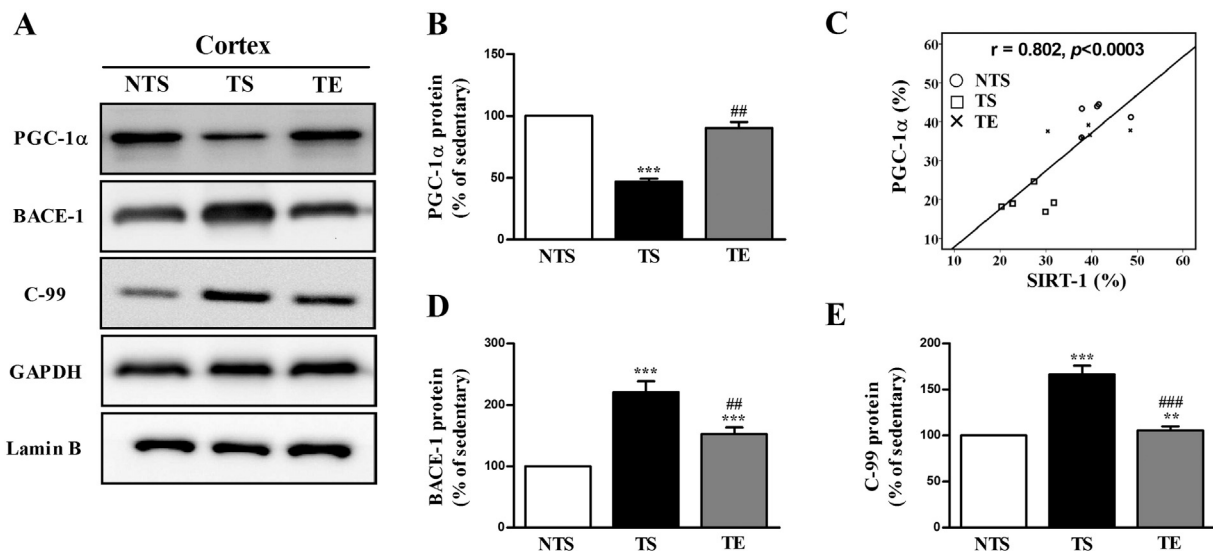 A
Cortex
NTS TS TE
PGC-1α
BACE-1
C-99
GAPDH
Lamin B
B
PGC-1α protein
(% of sedentary)
150
100
50
0
***
##
NTS TS TE
C
r = 0.802, p<0.0003
NTS
TS
TE
PGC-1α (%)
60
50
40
30
20
10
10 20 30 40 50 60
SIRT-1 (%)
D
BACE-1 protein
(% of sedentary)
300
200
100
0
***
##
***
NTS TS TE
E
C-99 protein
(% of sedentary)
200
150
100
50
0
***
###
**
NTS TS TE